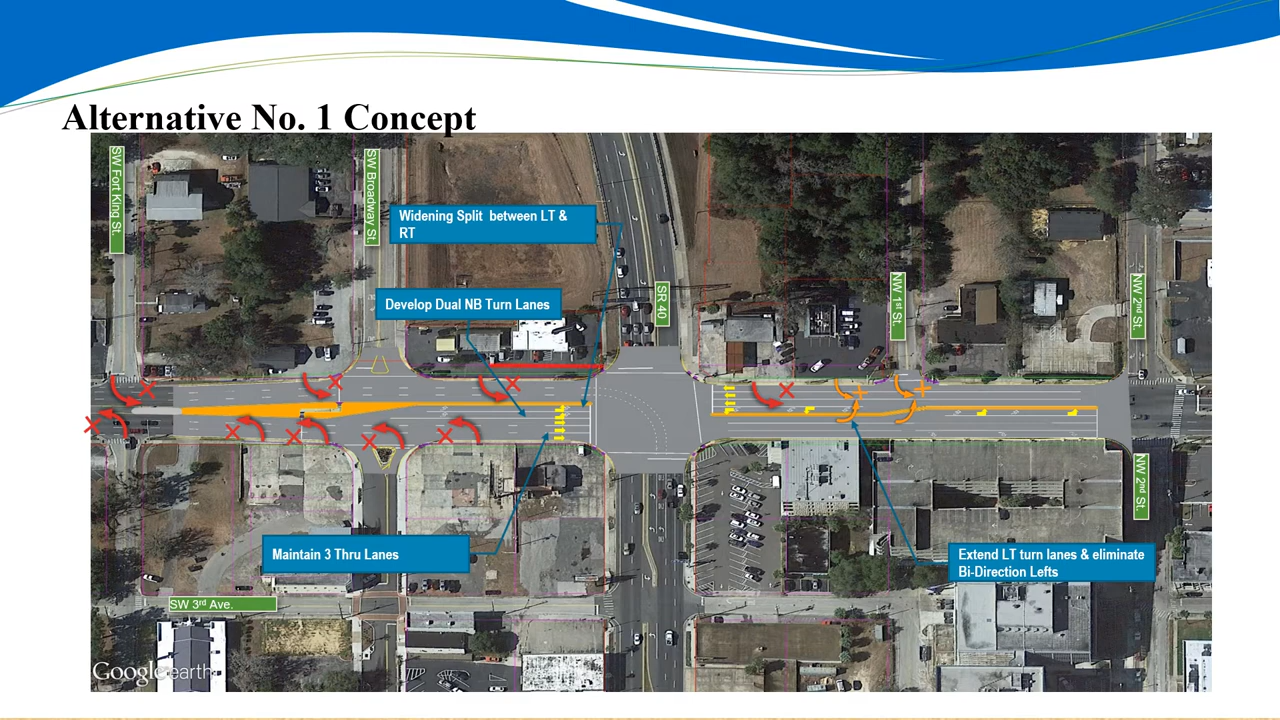 Alternative No. 1 Concept
SW Fort King St.
SW Broadway St.
Widening Split between LT &
RT
Develop Dual NB Turn Lanes
SR 40
NW 1st St.
NW 2nd St.
NW 2nd St.
Maintain 3 Thru Lanes
Extend LT turn lanes & eliminate
Bi-Direction Lefts
SW 3rd Ave.
Google earth